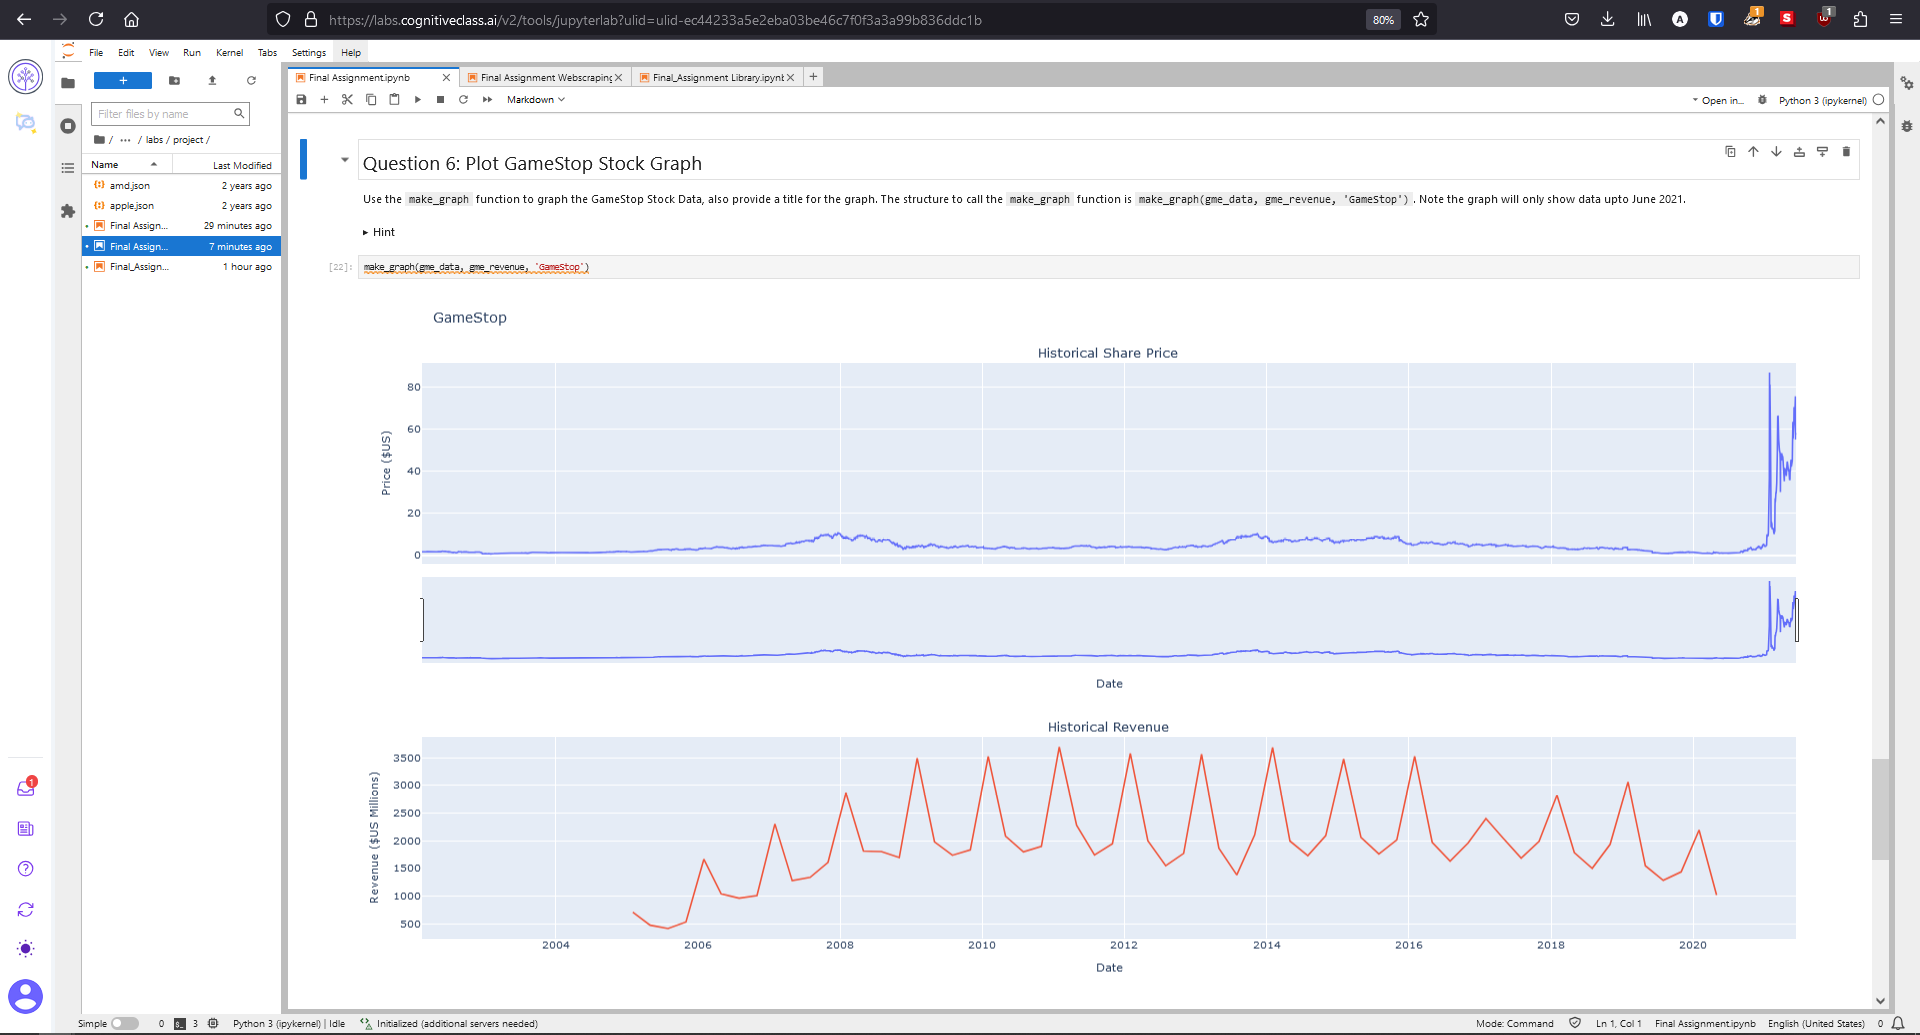 https://labs.cognitiveclass.ai/v2/tools/jupyterlab?ulid=ulid-ec44233a5e2eba03be46c7f0f3a3a99b836ddc1b
80%
1
A
S
1
File Edit View Run Kernel Tabs Settings Help
Final Assignment.ipynb
Final Assignment Webscraping
Final_Assignment Library.ipynb
Filter files by name
Markdown
Open in...
Python 3 (ipykernel)
/ ... / labs / project /
Name Last Modified
amd.json 2 years ago
apple.json 2 years ago
Final Assign... 29 minutes ago
Final Assign... 7 minutes ago
Final_Assign... 1 hour ago
Question 6: Plot GameStop Stock Graph
Use the make_graph function to graph the GameStop Stock Data, also provide a title for the graph. The structure to call the make_graph function is make_graph(gme_data, gme_revenue, 'GameStop'). Note the graph will only show data upto June 2021.
Hint
[22]: make_graph(gme_data, gme_revenue, 'GameStop')
GameStop
Historical Share Price
80
60
40
20
0
Price ($US)
Date
Historical Revenue
3500
3000
2500
2000
1500
1000
500
Revenue ($US Millions)
2004 2006 2008 2010 2012 2014 2016 2018 2020
Date
1
Simple 0 3 Python 3 (ipykernel) | Idle Initialized (additional servers needed) Mode: Command Ln 1, Col 1 Final Assignment.ipynb English (United States) 0